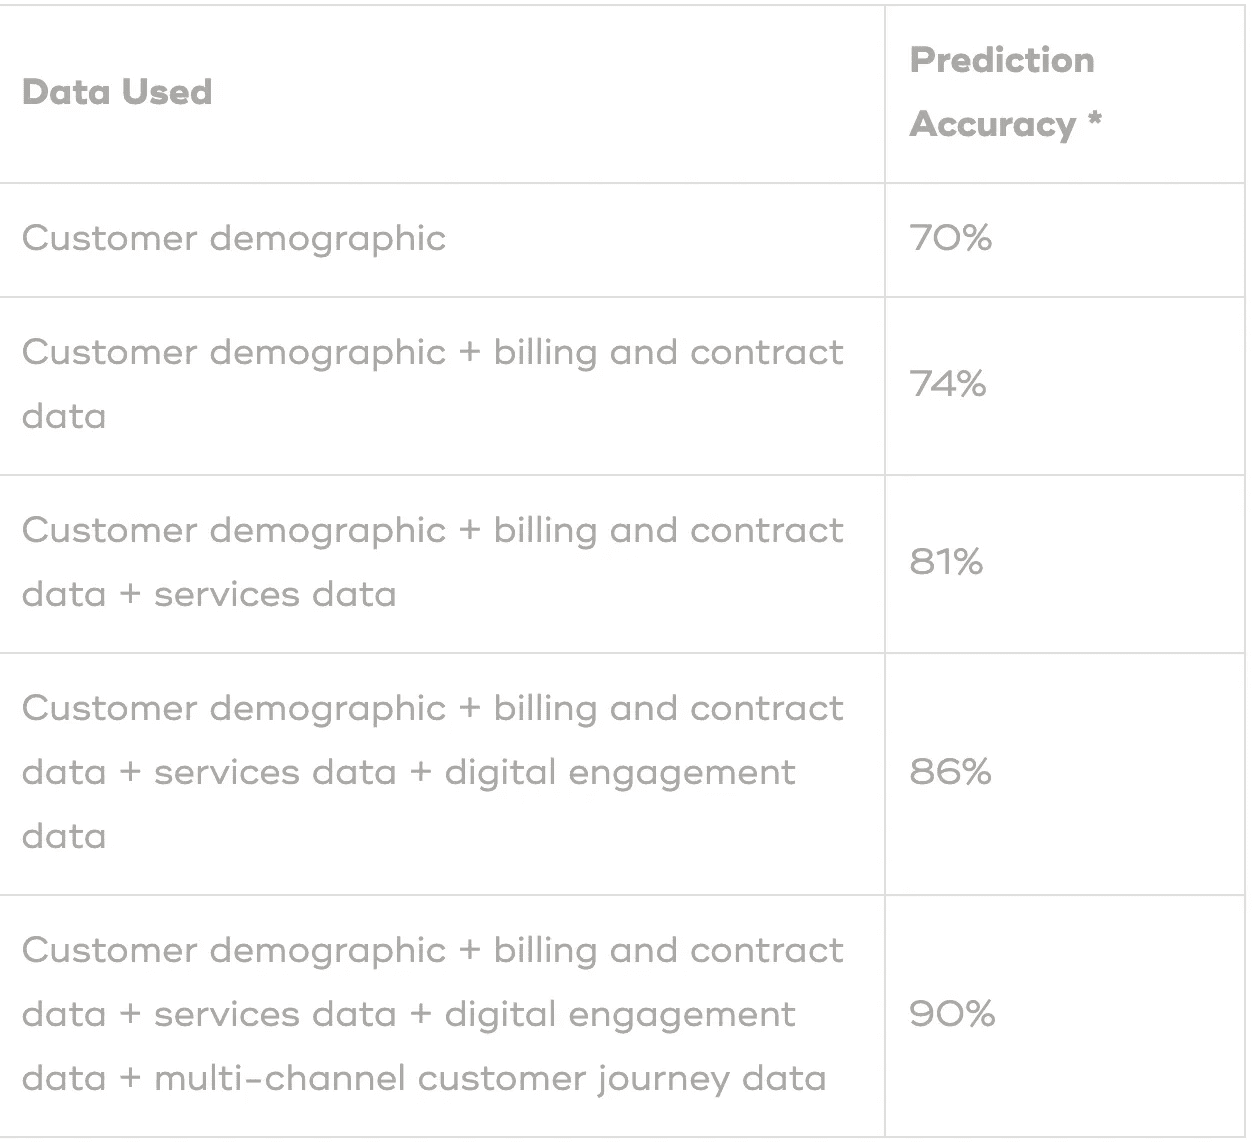 Data Used
Prediction
Accuracy *
Customer demographic
70%
Customer demographic + billing and contract
data
74%
Customer demographic + billing and contract
data + services data
81%
Customer demographic + billing and contract
data + services data + digital engagement
data
86%
Customer demographic + billing and contract
data + services data + digital engagement
data + multi-channel customer journey data
90%